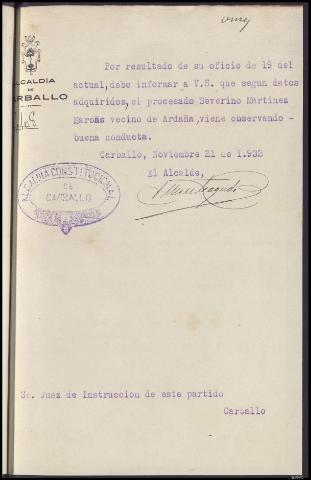 ALCALDIA
DE
CARBALLO
Por resultado de su oficio de 19 del
actual,debo informar a V.S. que segun datos
adquiridos, el procesado Severino Martinez
Marcas vecino de Ardaña,viene observando -
buena conducta.
Carballo, Noviembre 21 de 1.932
El Alcalde,
ALCALDIA CONSTITUCIONAL
DE
CARBALLO
Sr. Juez de Instruccion de este partido
Carballo